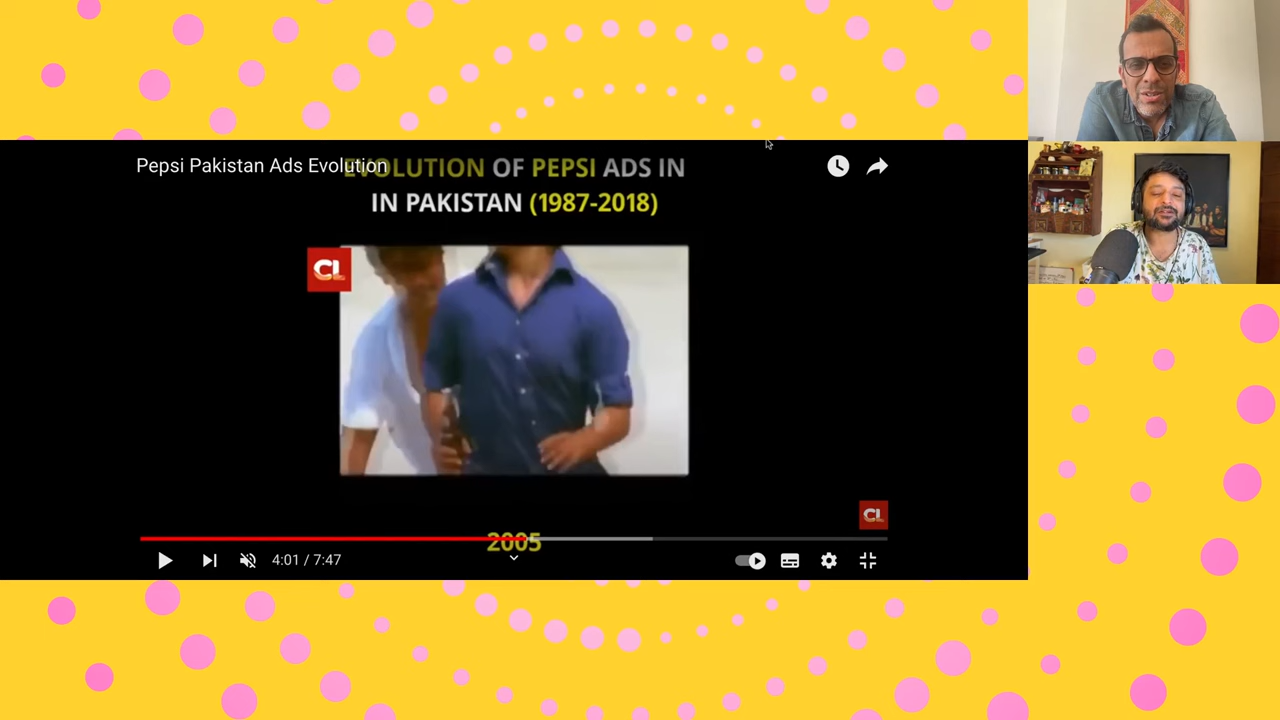 Pepsi Pakistan Ads Evolution
EVOLUTION OF PEPSI ADS IN
IN PAKISTAN (1987-2018)
CL
CL
2005
4:01 / 7:47